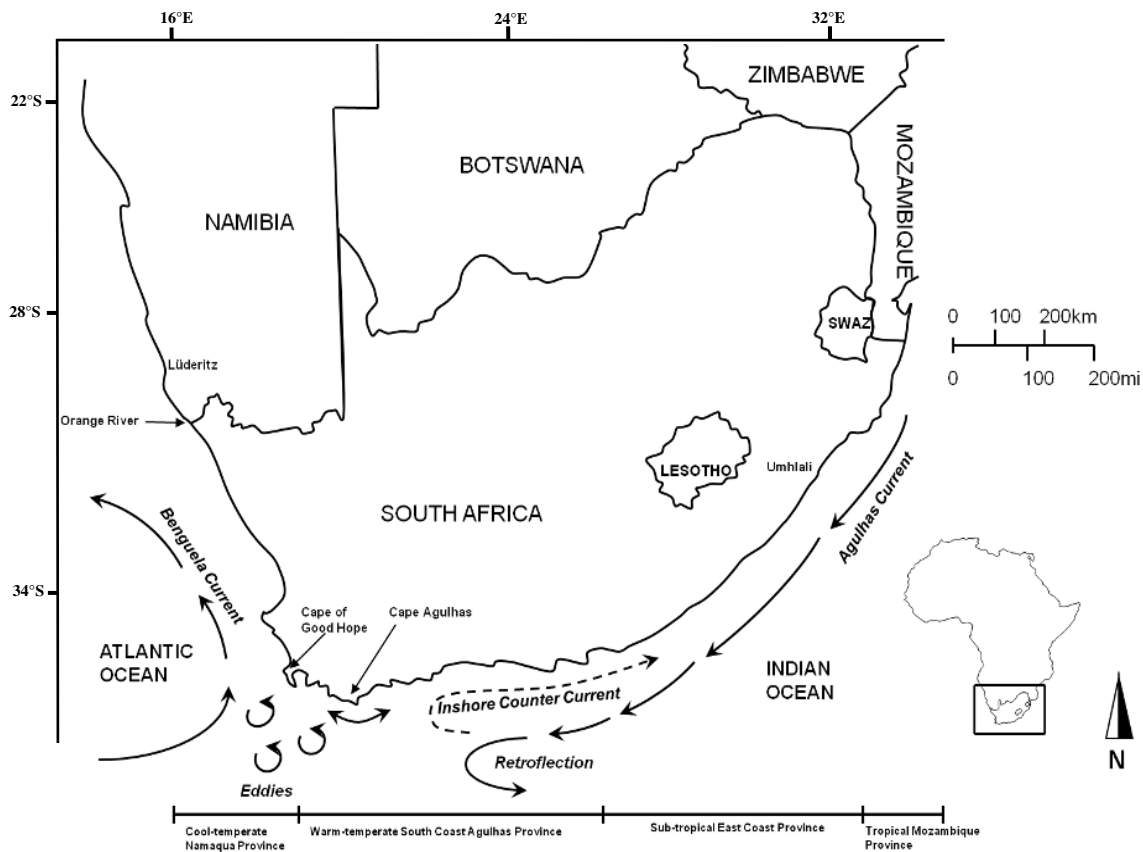 16°E
24°E
32°E
22°S
28°S
34°S
ZIMBABWE
BOTSWANA
MOZAMBIQUE
NAMIBIA
SWAZ
0 100 200km
0 100 200mi
Lüderitz
Orange River
LESOTHO
Umhlali
SOUTH AFRICA
Agulhas Current
Benguela Current
Cape of
Good Hope
Cape Agulhas
ATLANTIC
OCEAN
INDIAN
OCEAN
Inshore Counter Current
Retroflection
Eddies
N
Cool-temperate
Namaqua Province
Warm-temperate South Coast Agulhas Province
Sub-tropical East Coast Province
Tropical Mozambique
Province